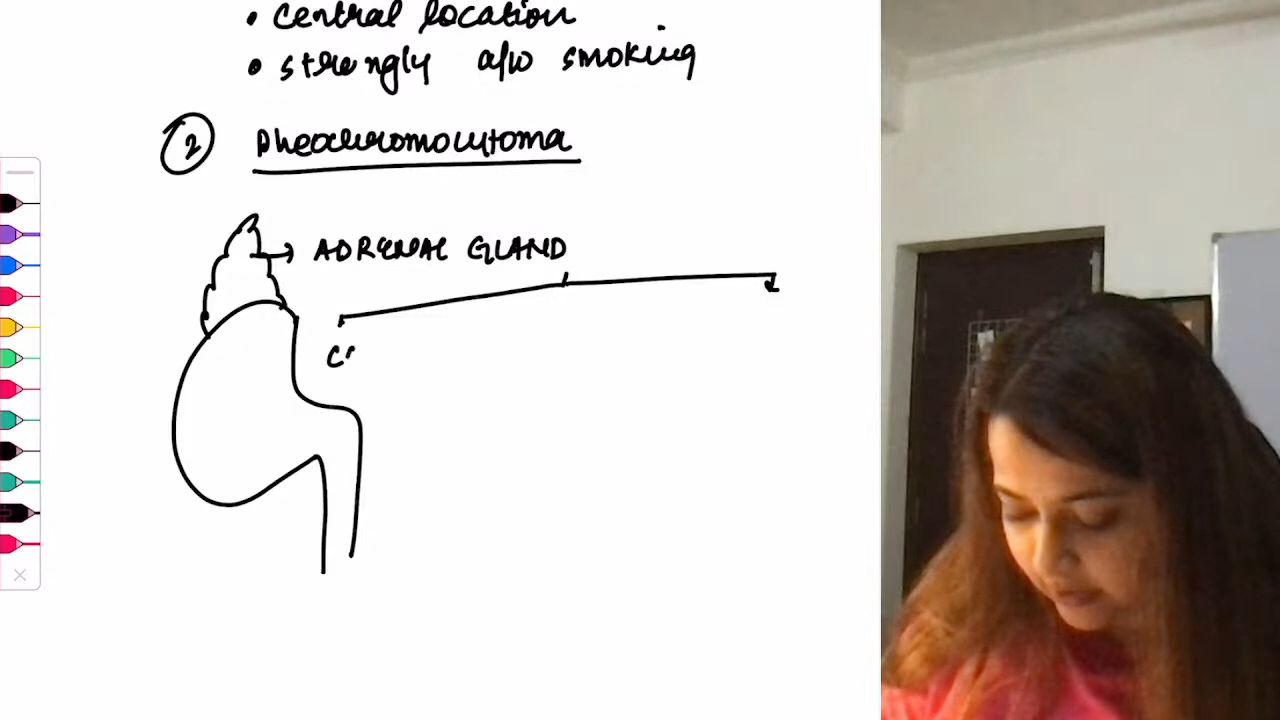 • central location
• strongly a/w smoking
2 Pheochromocytoma
→ ADRENAL GLAND